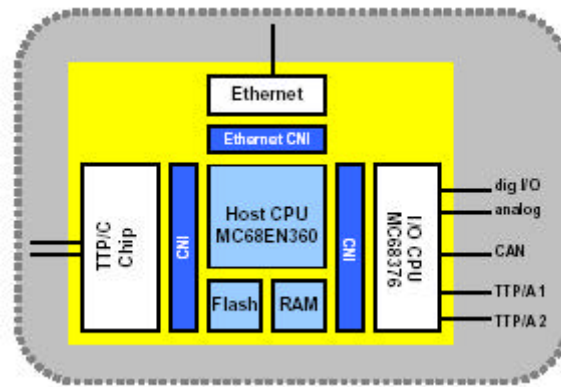 Ethernet
Ethernet CNI
TTP/C
Chip
CNI
Host CPU
MC68EN360
Flash
RAM
CNI
I/O CPU
MC68376
dig I/O
analog
CAN
TTP/A 1
TTP/A 2